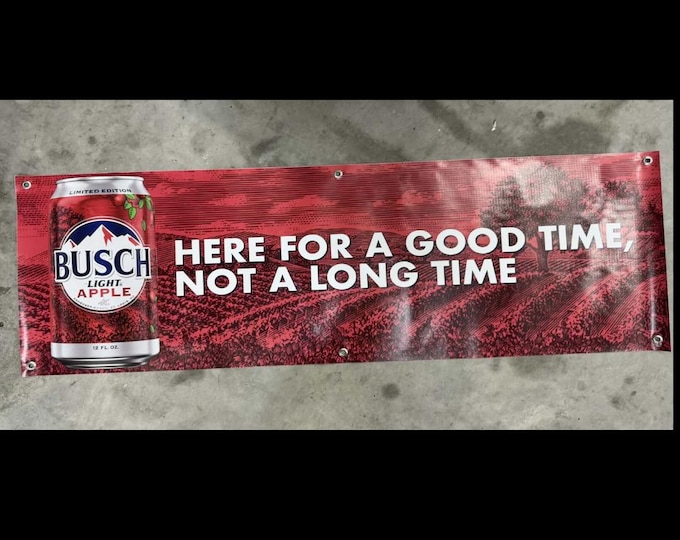 LIMITED EDITION
BUSCH
LIGHT
APPLE
12 FL. OZ.
HERE FOR A GOOD TIME,
NOT A LONG TIME